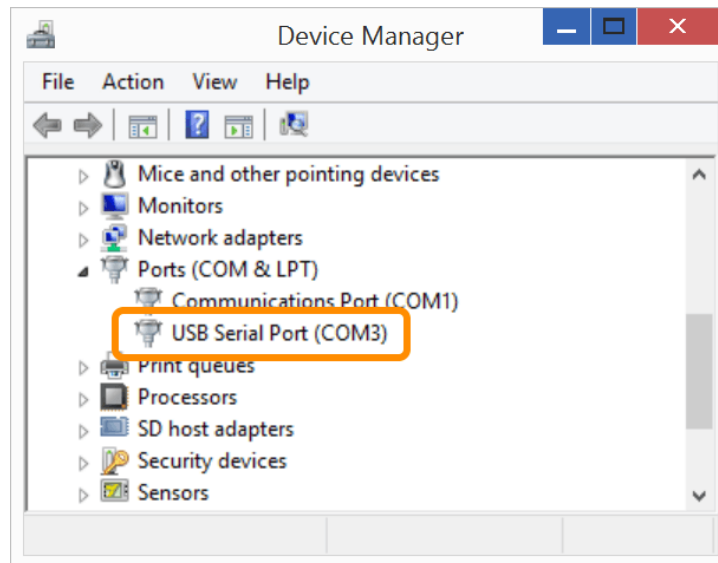 Device Manager
File Action View Help
Mice and other pointing devices
Monitors
Network adapters
Ports (COM & LPT)
Communications Port (COM1)
USB Serial Port (COM3)
Print queues
Processors
SD host adapters
Security devices
Sensors